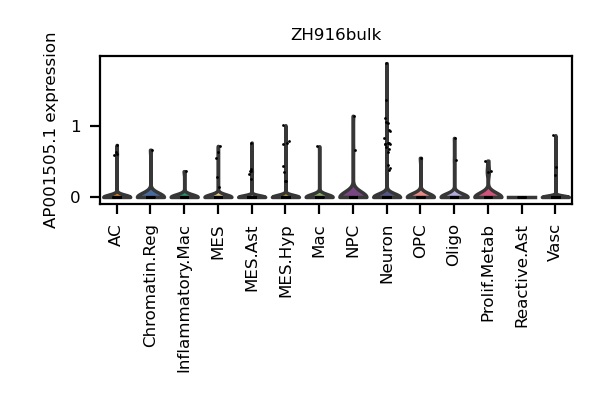 ZH916bulk
AP001505.1 expression
1
0
AC
Chromatin.Reg
Inflammatory.Mac
MES
MES.Ast
MES.Hyp
Mac
NPC
Neuron
OPC
Oligo
Prolif.Metab
Reactive.Ast
Vasc